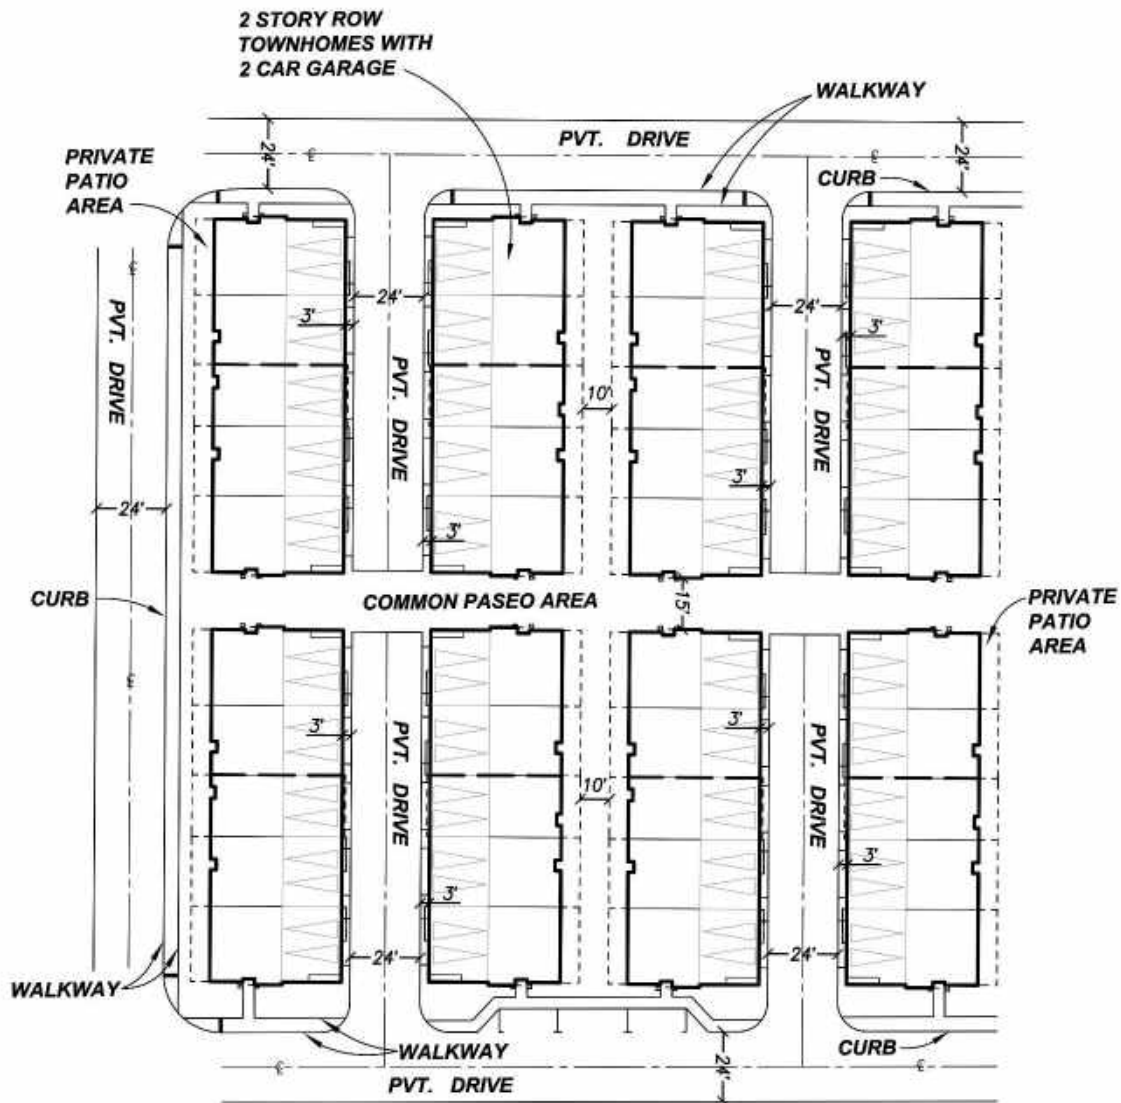 2 STORY ROW
TOWNHOMES WITH
2 CAR GARAGE
WALKWAY
PVT. DRIVE
24'
24'
℄
℄
PRIVATE
PATIO
AREA
CURB
℄
24'
24'
3'
3'
PVT. DRIVE
PVT. DRIVE
PVT. DRIVE
10'
3'
24'
3'
CURB
COMMON PASEO AREA
15'
PRIVATE
PATIO
AREA
℄
3'
3'
PVT. DRIVE
PVT. DRIVE
10'
3'
3'
24'
24'
WALKWAY
WALKWAY
CURB
℄
24'
℄
PVT. DRIVE